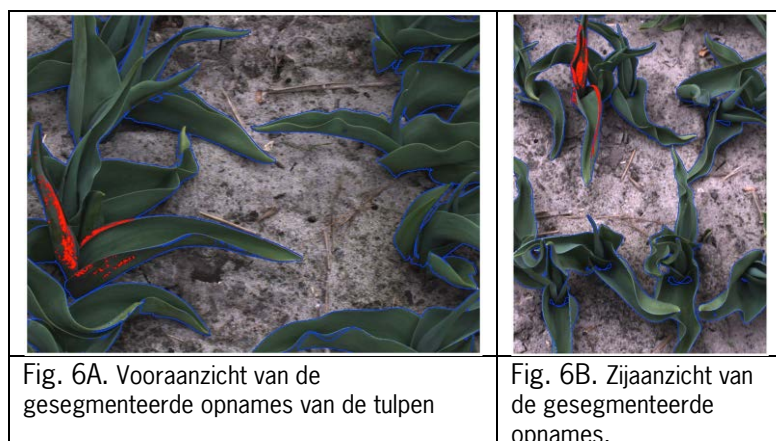 Fig. 6A. Vooraanzicht van de
gesegmenteerde opnames van de tulpen
Fig. 6B. Zijaanzicht van
de gesegmenteerde
opnames.